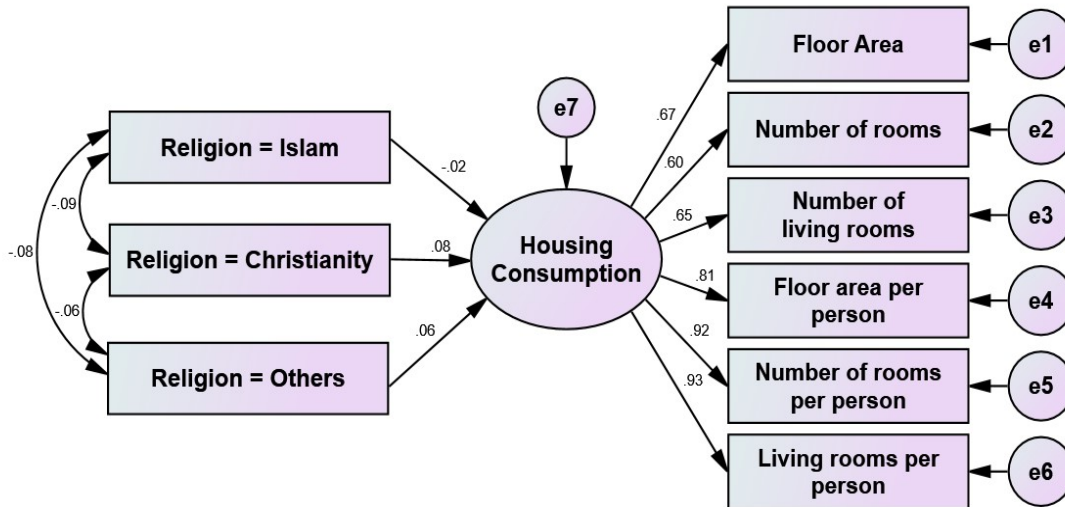 Floor Area
e1
e7
Number of rooms
e2
.67
Religion = Islam
-.02
.60
-.09
Number of
living rooms
e3
.65
-.08
Religion = Christianity
.08
Housing
Consumption
.81
Floor area per
person
e4
-.06
.06
.92
Religion = Others
Number of rooms
per person
e5
.93
Living rooms per
person
e6